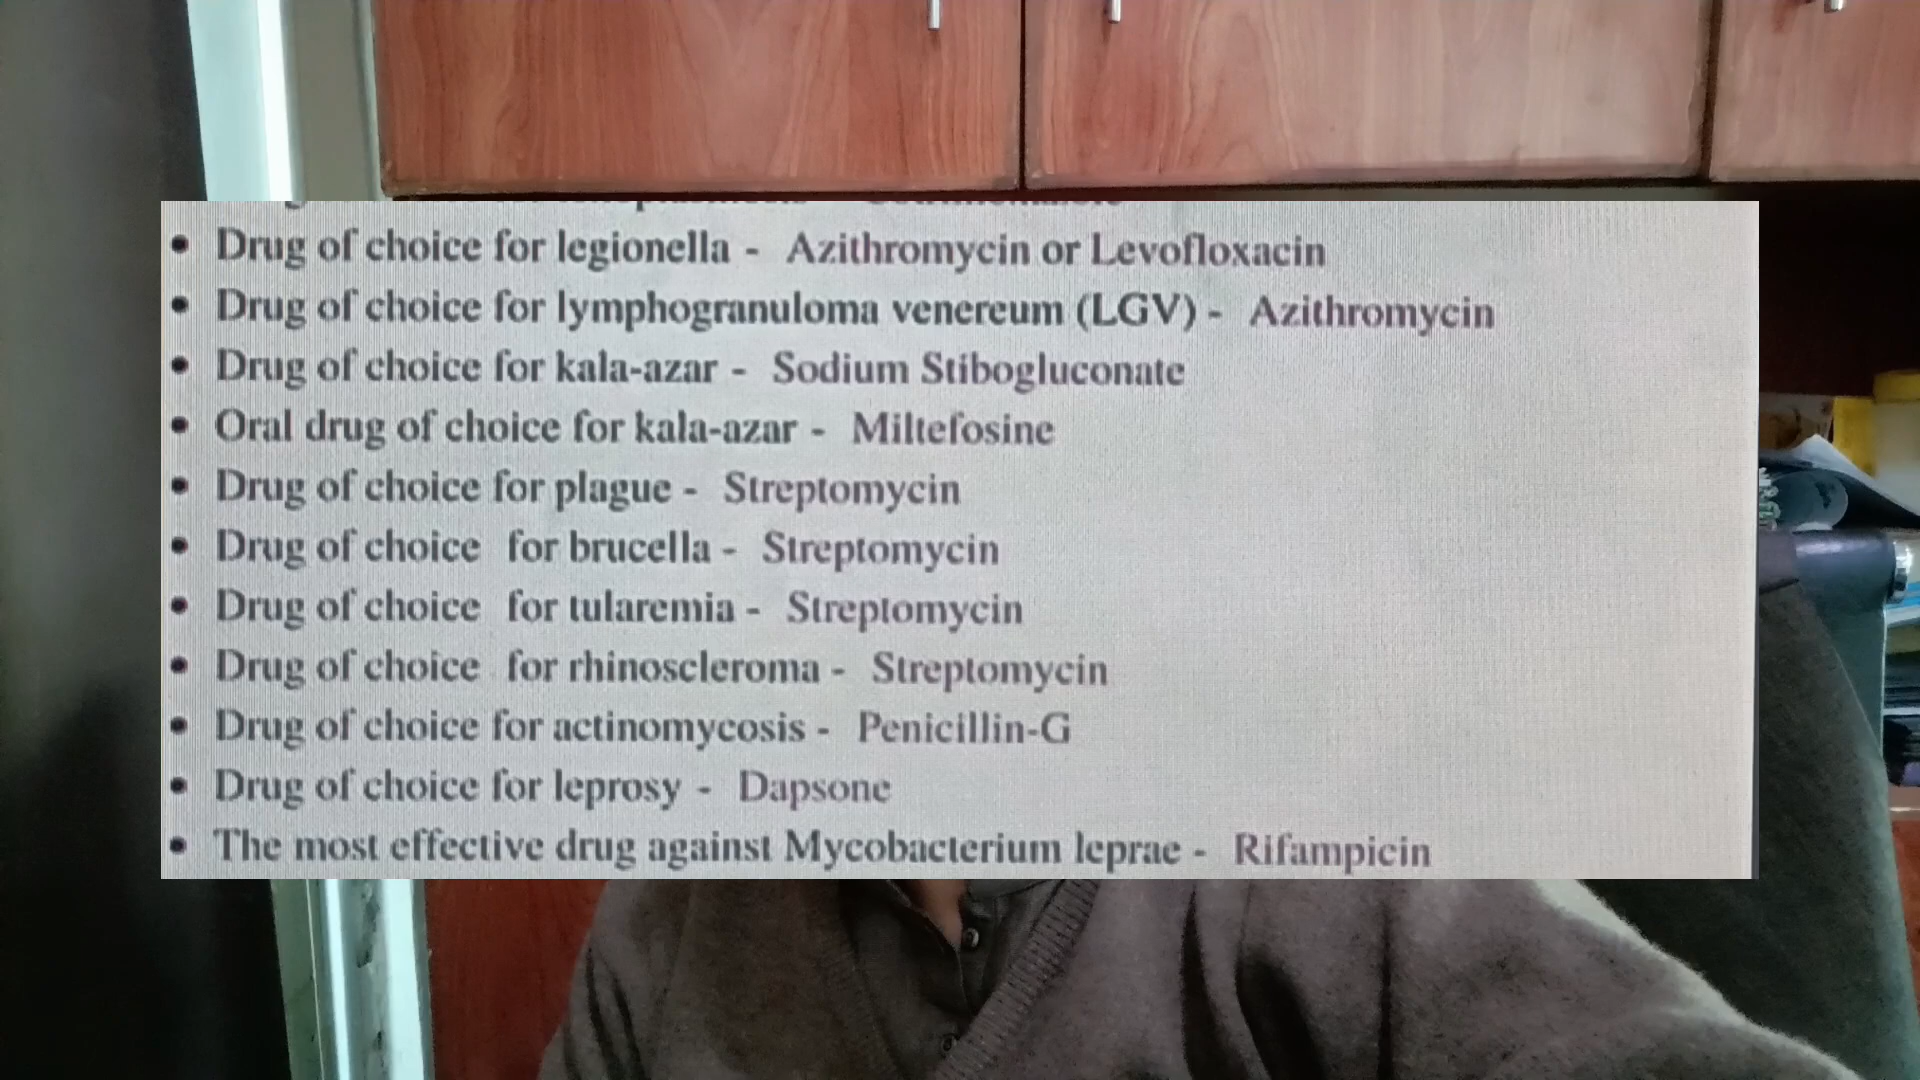 • Drug of choice for legionella - Azithromycin or Levofloxacin
• Drug of choice for lymphogranuloma venereum (LGV) - Azithromycin
• Drug of choice for kala-azar - Sodium Stibogluconate
• Oral drug of choice for kala-azar - Miltefosine
• Drug of choice for plague - Streptomycin
• Drug of choice for brucella - Streptomycin
• Drug of choice for tularemia - Streptomycin
• Drug of choice for rhinoscleroma - Streptomycin
• Drug of choice for actinomycosis - Penicillin-G
• Drug of choice for leprosy - Dapsone
• The most effective drug against Mycobacterium leprae - Rifampicin